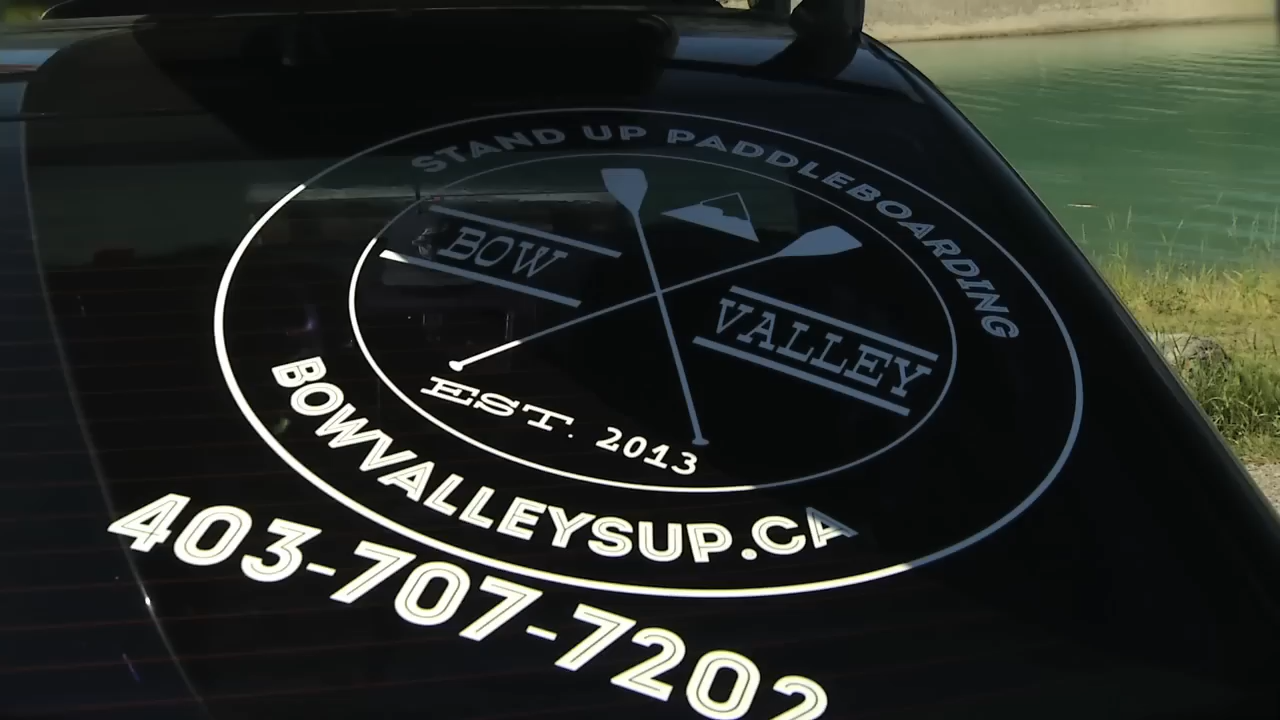 STAND UP PADDLEBOARDING
BOW
VALLEY
EST. 2013
BOWVALLEYSUP.CA
403-707-7202